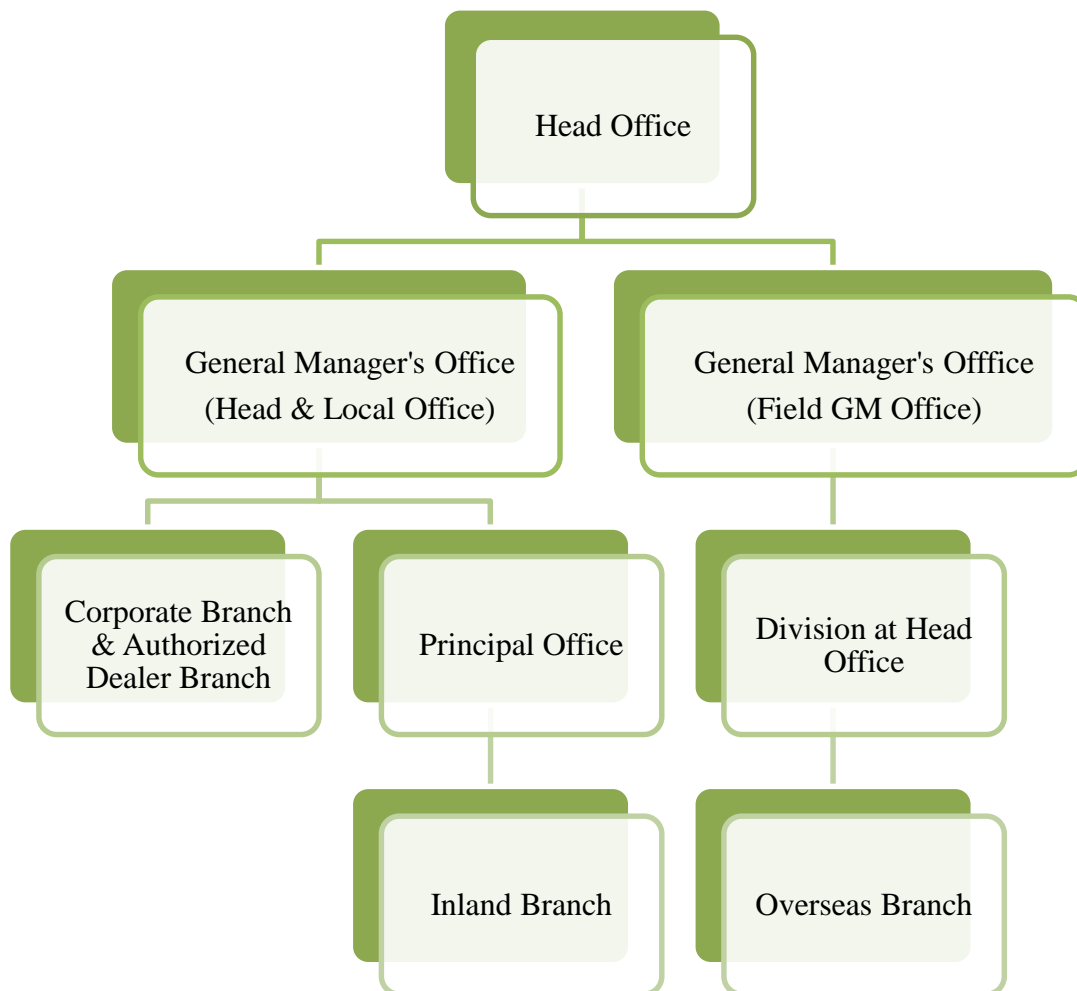 Head Office
General Manager's Office
(Head & Local Office)
General Manager's Offfice
(Field GM Office)
Corporate Branch
& Authorized
Dealer Branch
Principal Office
Division at Head
Office
Inland Branch
Overseas Branch